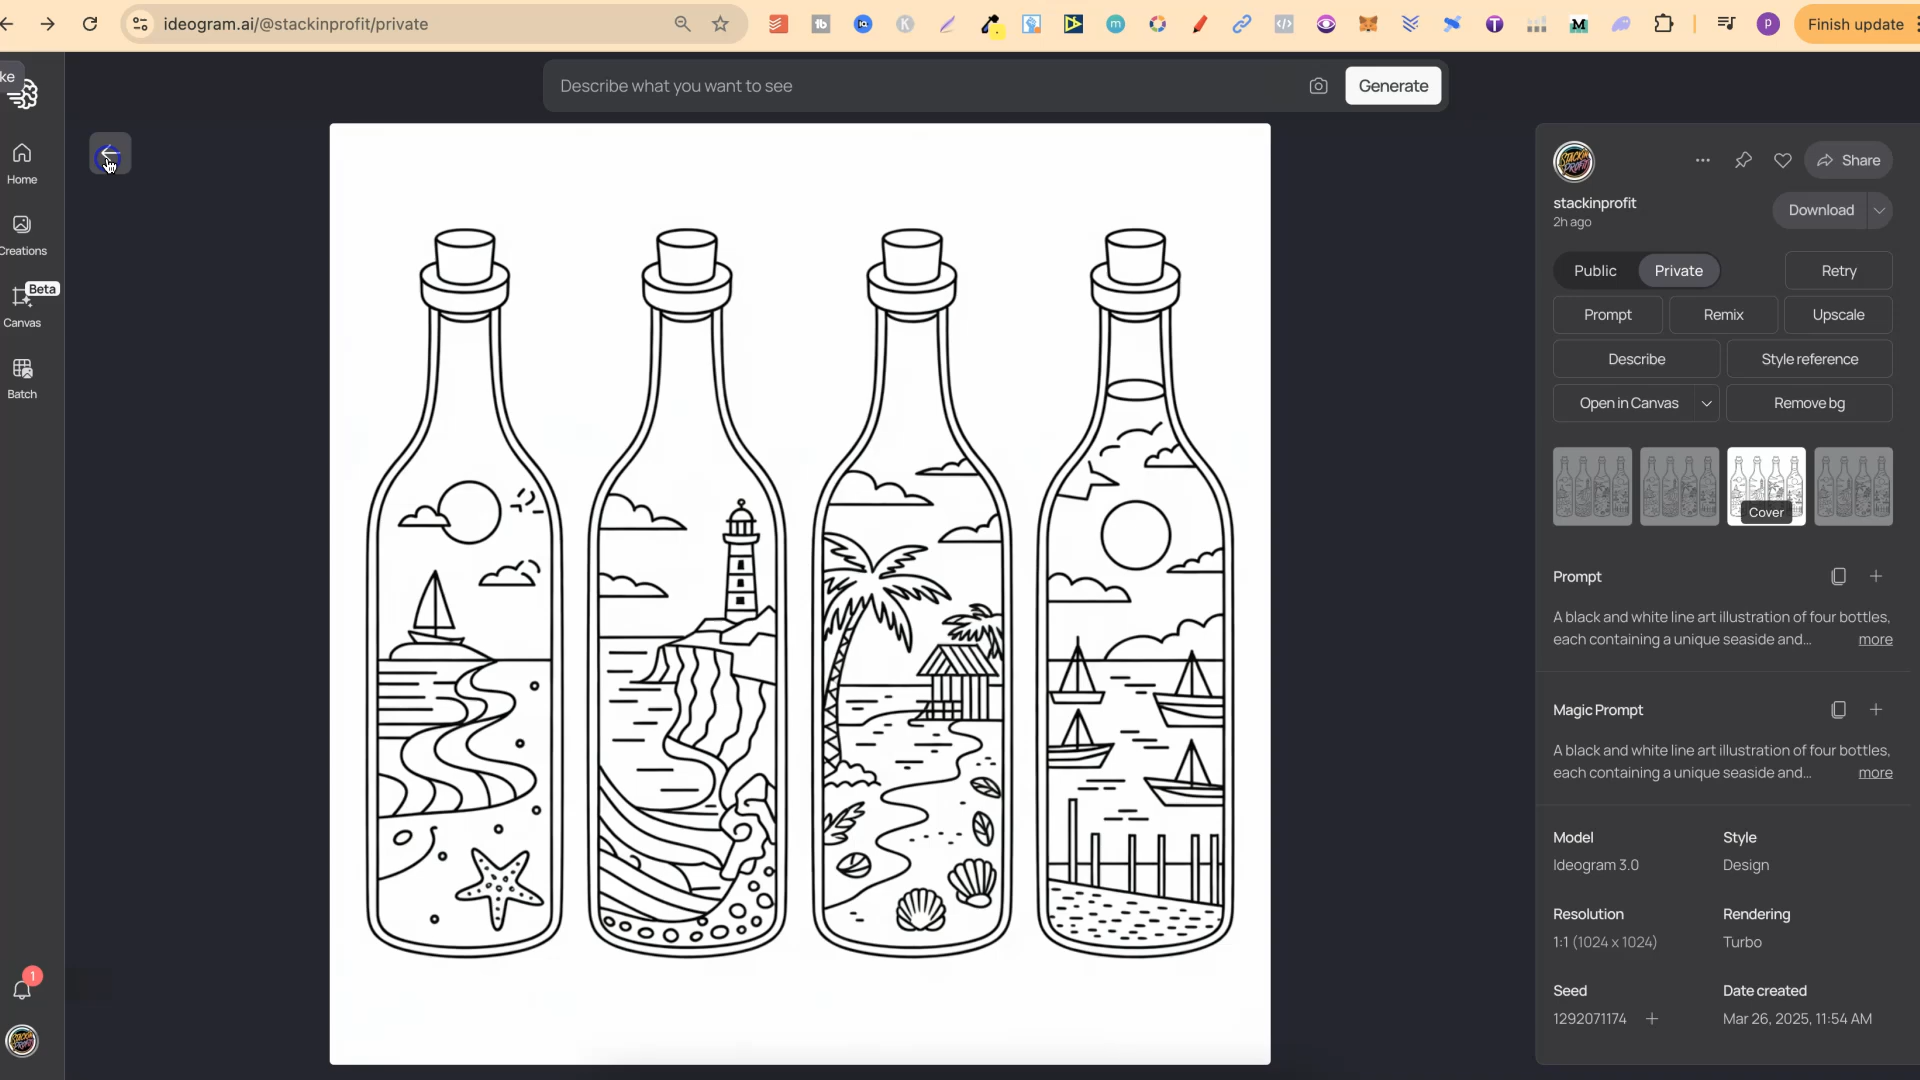 ideogram.ai/@stackinprofit/private
Finish update
ke
Describe what you want to see
Generate
Home
Creations
Beta
Canvas
Batch
1
Share
stackinprofit
2h ago
Download
Public
Private
Retry
Prompt
Remix
Upscale
Describe
Style reference
Open in Canvas
Remove bg
Cover
Prompt
A black and white line art illustration of four bottles,
each containing a unique seaside and... more
Magic Prompt
A black and white line art illustration of four bottles,
each containing a unique seaside and... more
Model
Style
Ideogram 3.0
Design
Resolution
Rendering
1:1 (1024 x 1024)
Turbo
Seed
Date created
1292071174
Mar 26, 2025, 11:54 AM